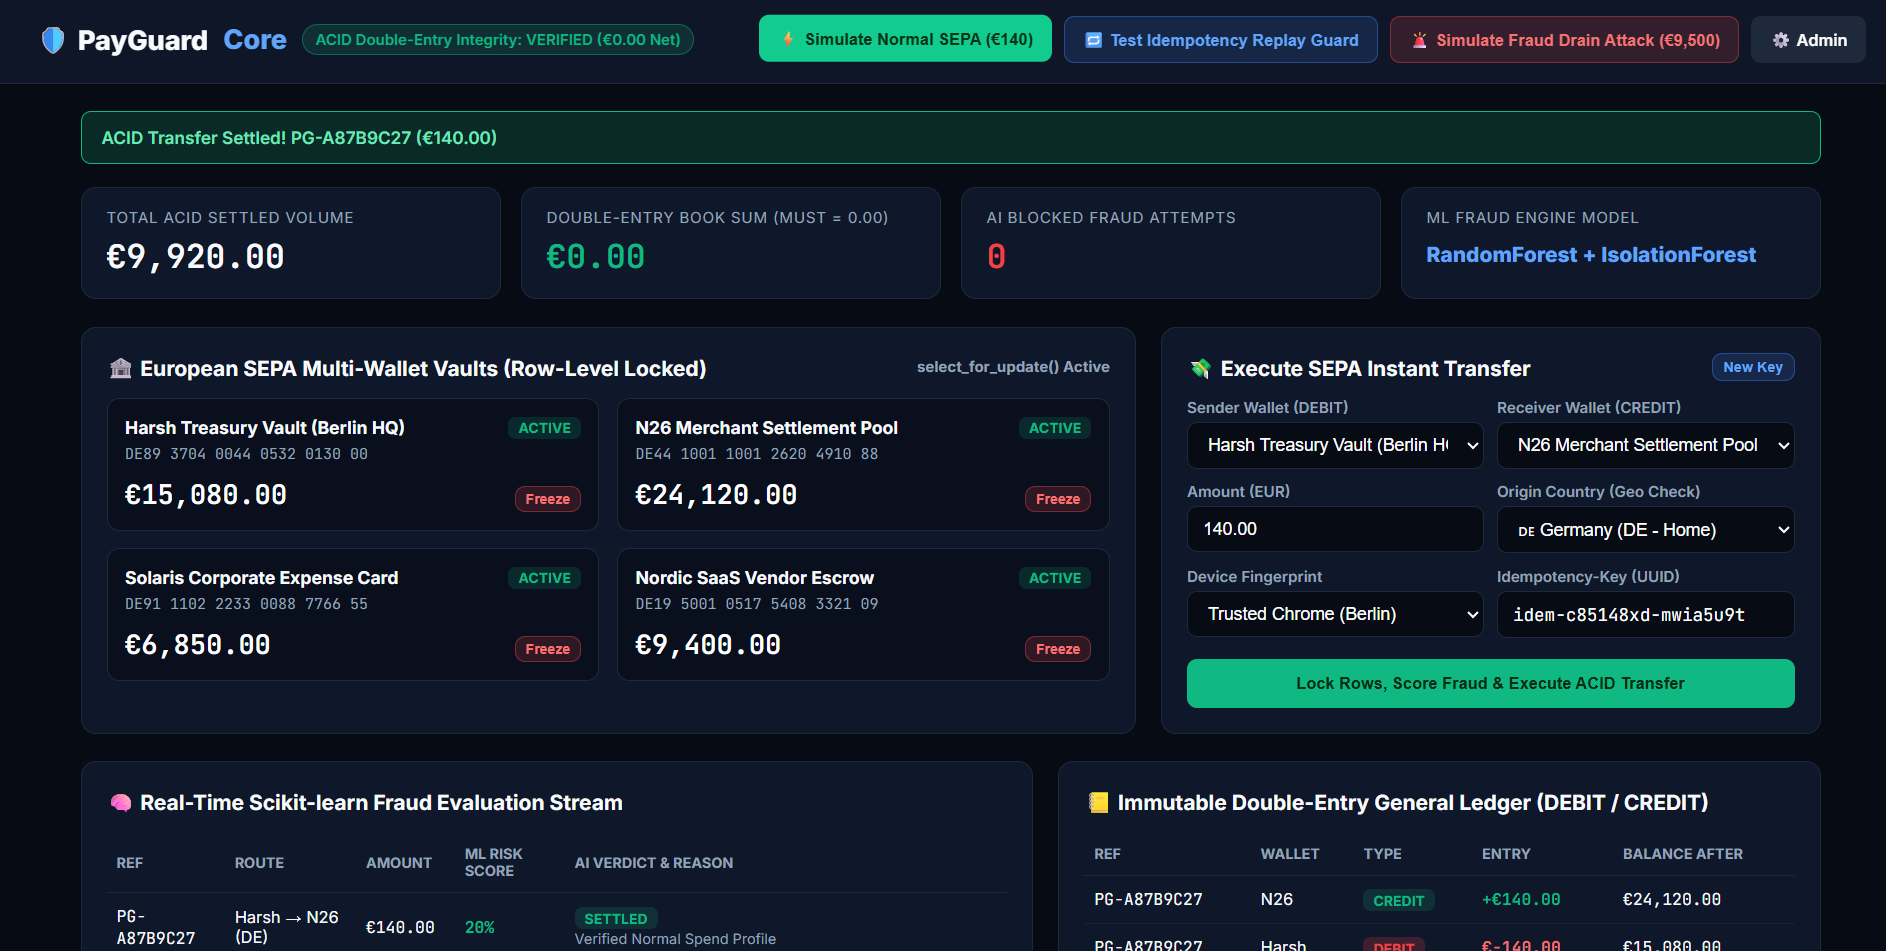 PayGuard Core
ACID Double-Entry Integrity: VERIFIED (€0.00 Net)
Simulate Normal SEPA (€140)
Test Idempotency Replay Guard
Simulate Fraud Drain Attack (€9,500)
Admin
ACID Transfer Settled! PG-A87B9C27 (€140.00)
TOTAL ACID SETTLED VOLUME
€9,920.00
DOUBLE-ENTRY BOOK SUM (MUST = 0.00)
€0.00
AI BLOCKED FRAUD ATTEMPTS
0
ML FRAUD ENGINE MODEL
RandomForest + IsolationForest
European SEPA Multi-Wallet Vaults (Row-Level Locked)
select_for_update() Active
Harsh Treasury Vault (Berlin HQ)
ACTIVE
DE89 3704 0044 0532 0130 00
€15,080.00
Freeze
N26 Merchant Settlement Pool
ACTIVE
DE44 1001 1001 2620 4910 88
€24,120.00
Freeze
Solaris Corporate Expense Card
ACTIVE
DE91 1102 2233 0088 7766 55
€6,850.00
Freeze
Nordic SaaS Vendor Escrow
ACTIVE
DE19 5001 0517 5408 3321 09
€9,400.00
Freeze
Execute SEPA Instant Transfer
New Key
Sender Wallet (DEBIT)
Harsh Treasury Vault (Berlin H
Receiver Wallet (CREDIT)
N26 Merchant Settlement Pool
Amount (EUR)
140.00
Origin Country (Geo Check)
DE Germany (DE - Home)
Device Fingerprint
Trusted Chrome (Berlin)
Idempotency-Key (UUID)
idem-c85148xd-mwia5u9t
Lock Rows, Score Fraud & Execute ACID Transfer
Real-Time Scikit-learn Fraud Evaluation Stream
REF ROUTE AMOUNT ML RISK SCORE AI VERDICT & REASON
PG-A87B9C27
Harsh → N26 (DE)
€140.00
20%
SETTLED
Verified Normal Spend Profile
Immutable Double-Entry General Ledger (DEBIT / CREDIT)
REF WALLET TYPE ENTRY BALANCE AFTER
PG-A87B9C27 N26 CREDIT +€140.00 €24,120.00
PG-A87B9C27 Harsh DEBIT €-140.00 €15,080.00